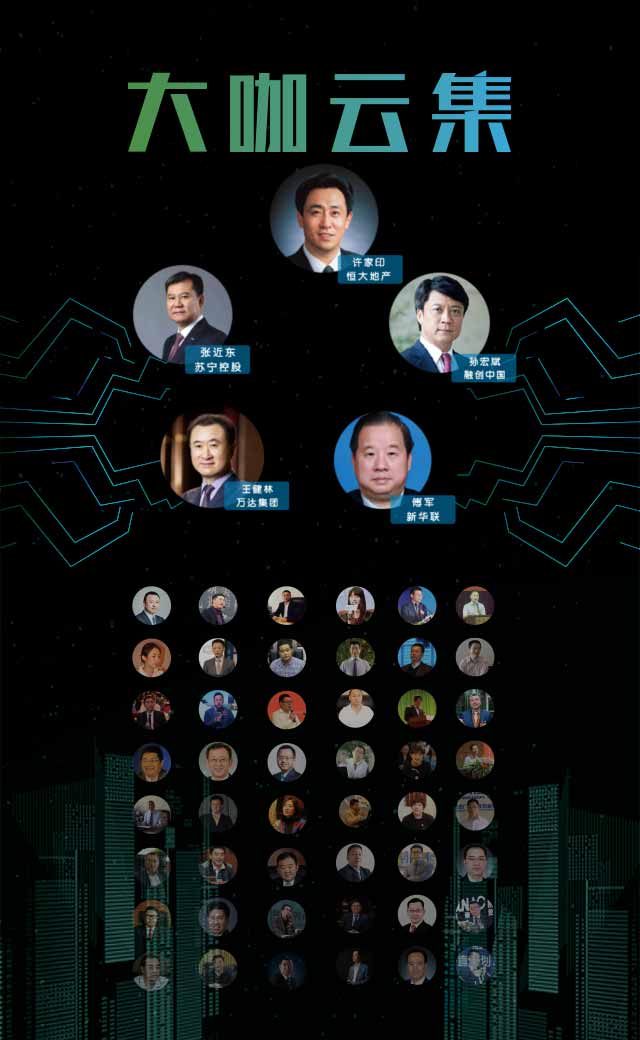 大咖云集
许家印
恒大地产
张近东
苏宁控股
孙宏斌
融创中国
王健林
万达集团
傅军
新华联